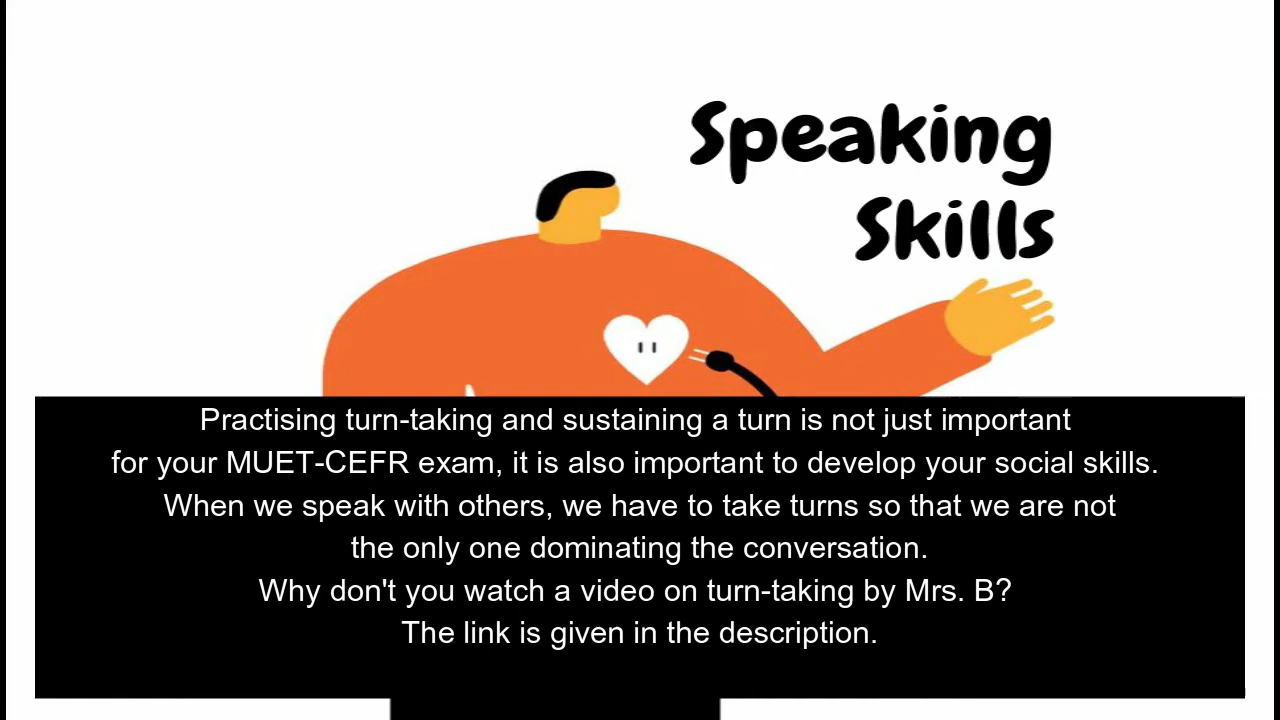 Speaking
Skills
Practising turn-taking and sustaining a turn is not just important
for your MUET-CEFR exam, it is also important to develop your social skills.
When we speak with others, we have to take turns so that we are not
the only one dominating the conversation.
Why don't you watch a video on turn-taking by Mrs. B?
The link is given in the description.